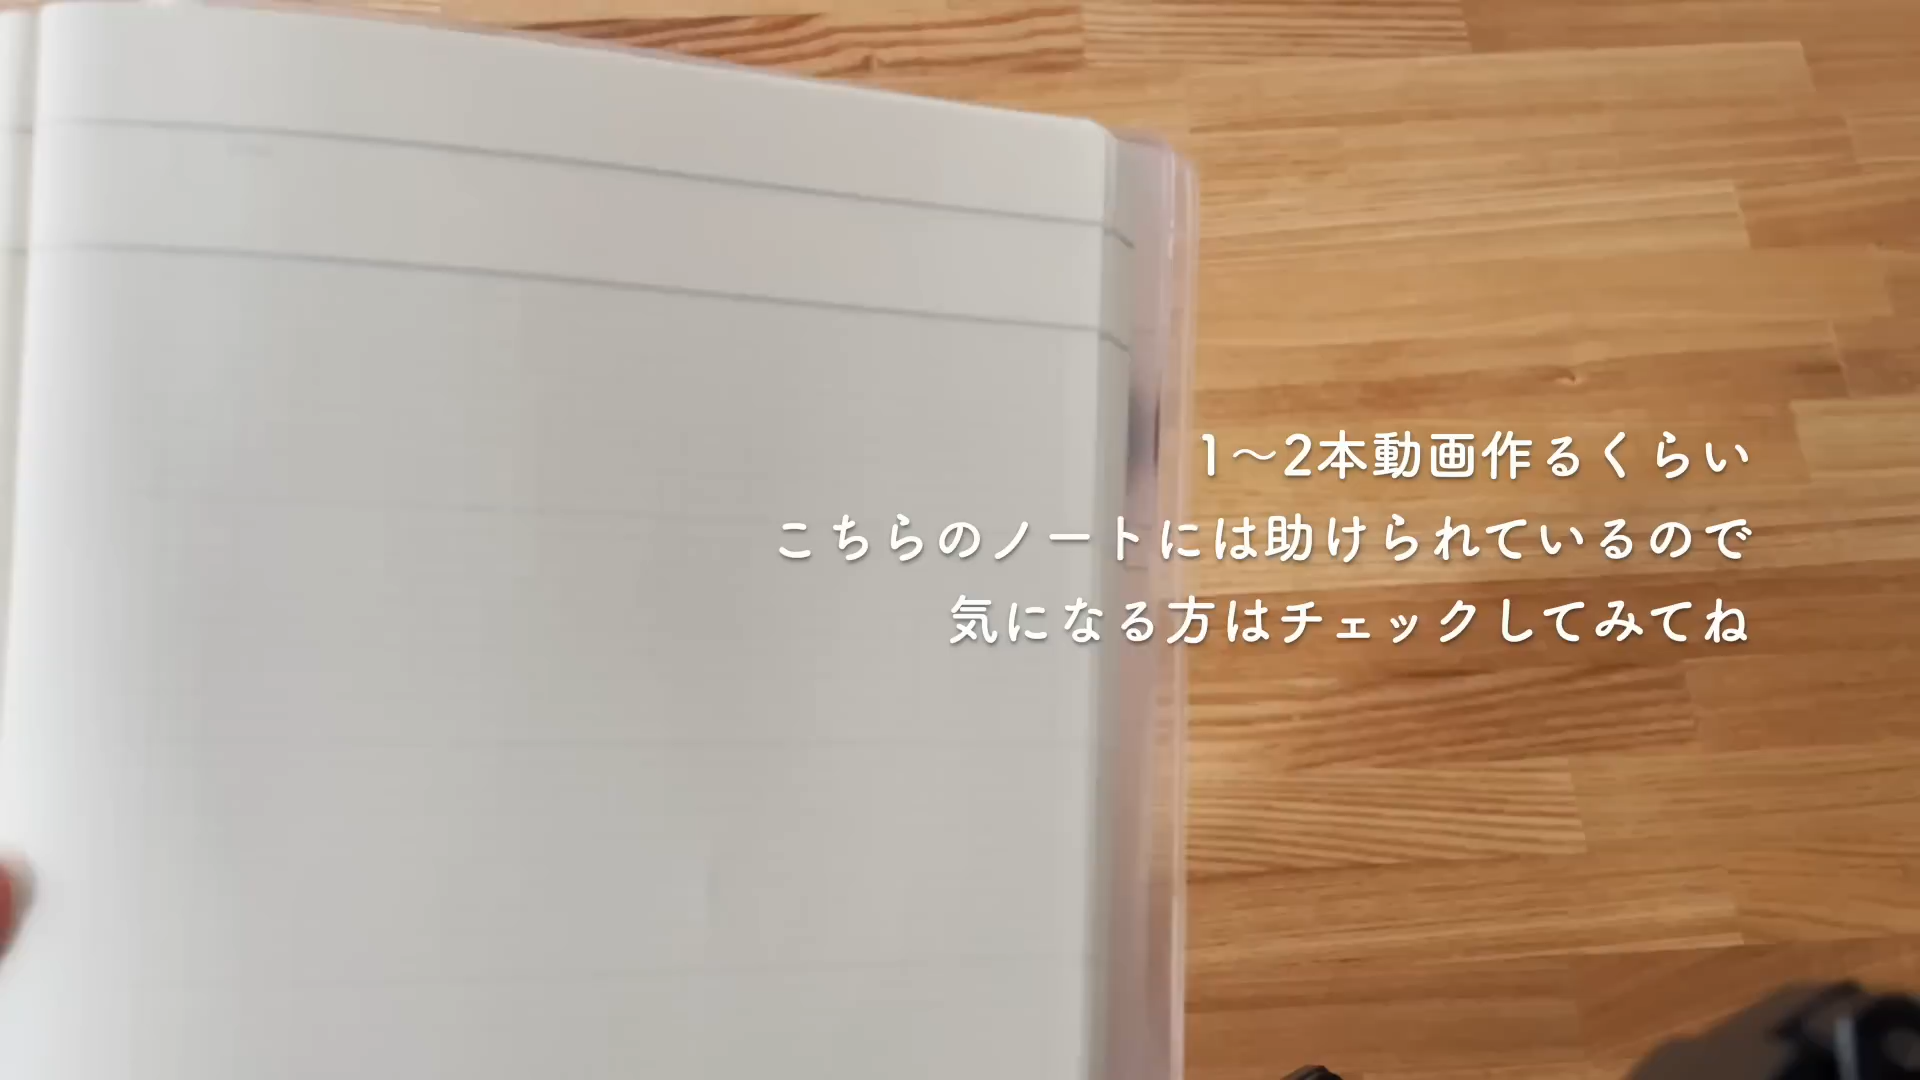 1〜2本動画作るくらい
こちらのノートには助けられているので
気になる方はチェックしてみてね